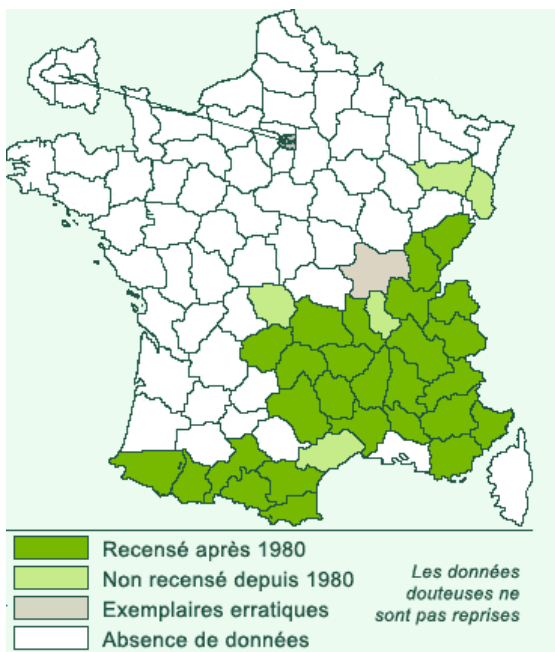 Recensé après 1980
Non recensé depuis 1980
Exemplaires erratiques
Absence de données
Les données
douteuses ne
sont pas reprises